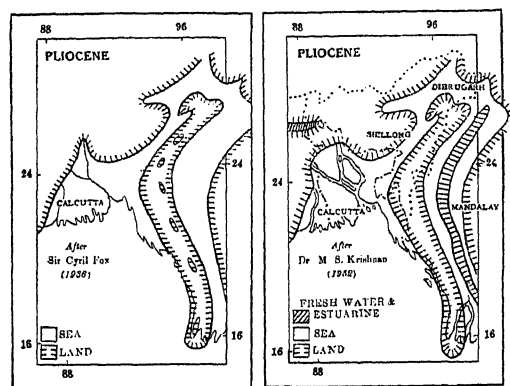 88
96
PLIOCENE
24
24
CALCUTTA
After
Sir Cyril Fox
(1936)
SEA
LAND
16
16
88
88
96
PLIOCENE
DIBRUGARH
SHILLONG
24
24
CALCUTTA
MANDALAY
After
Dr M S Krishnan
(1952)
FRESH WATER &
ESTUARINE
SEA
LAND
16
16
88